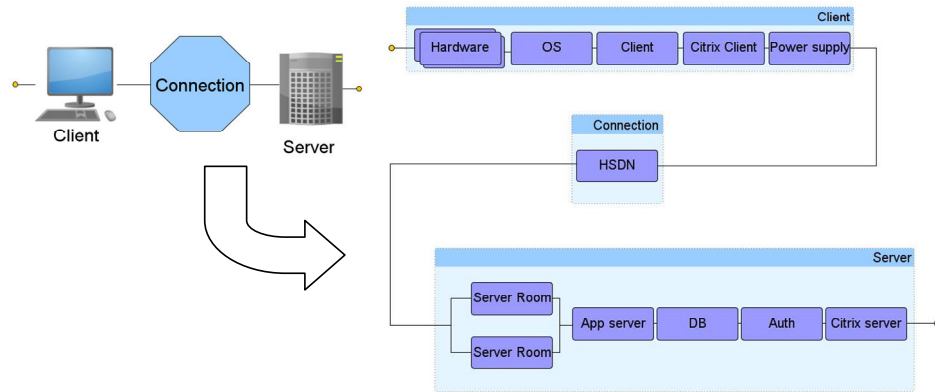 Client
Connection
Server
Client
Hardware
OS
Client
Citrix Client
Power supply
Connection
HSDN
Server
Server Room
Server Room
App server
DB
Auth
Citrix server